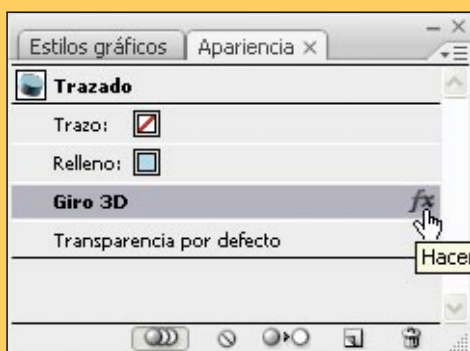 Estilos gráficos Apariencia
Trazado
Trazo:
Relleno:
Giro 3D fx
Transparencia por defecto
Hacer